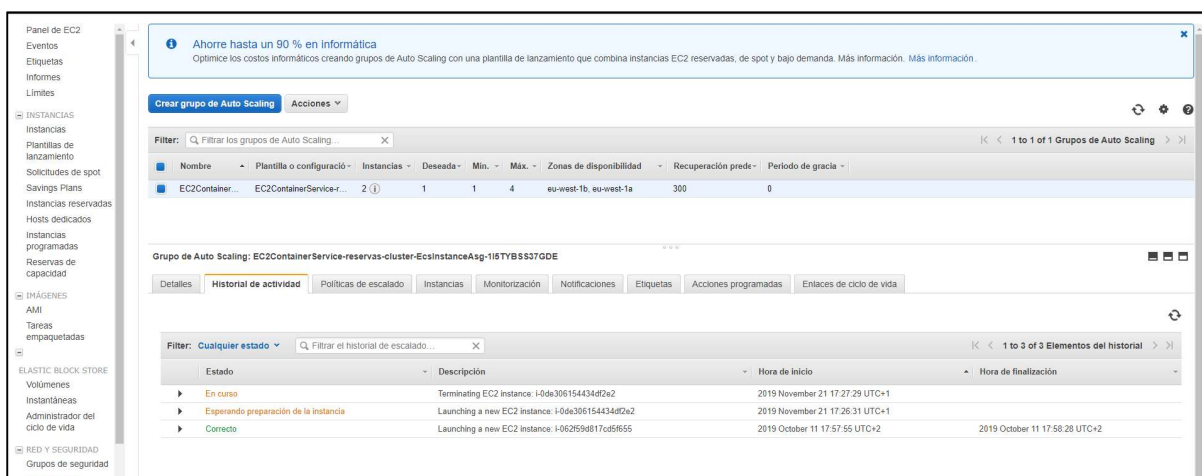 Panel de EC2
Eventos
Etiquetas
Informes
Límites
INSTANCIAS
Instancias
Plantillas de
lanzamiento
Solicitudes de spot
Savings Plans
Instancias reservadas
Hosts dedicados
Instancias
programadas
Reservas de
capacidad
IMÁGENES
AMI
Tareas
empaquetadas
ELASTIC BLOCK STORE
Volúmenes
Instantáneas
Administrador del
ciclo de vida
RED Y SEGURIDAD
Grupos de seguridad
Ahorre hasta un 90 % en informática
Optimice los costos informáticos creando grupos de Auto Scaling con una plantilla de lanzamiento que combina instancias EC2 reservadas, de spot y bajo demanda. Más información. Más información.
Crear grupo de Auto Scaling Acciones
Filter: Filtrar los grupos de Auto Scaling... 1 to 1 of 1 Grupos de Auto Scaling
Nombre Plantilla o configuració Instancias Deseada Mín. Máx. Zonas de disponibilidad Recuperación prede Periodo de gracia
EC2Container... EC2ContainerService-r... 2 1 1 4 eu-west-1b, eu-west-1a 300 0
Grupo de Auto Scaling: EC2ContainerService-reservas-cluster-EcsInstanceAsg-1I5TYBSS37GDE
Detalles Historial de actividad Políticas de escalado Instancias Monitorización Notificaciones Etiquetas Acciones programadas Enlaces de ciclo de vida
Filter: Cualquier estado Filtrar el historial de escalado... 1 to 3 of 3 Elementos del historial
Estado Descripción Hora de inicio Hora de finalización
En curso Terminating EC2 instance: i-0de306154434df2e2 2019 November 21 17:27:29 UTC+1
Esperando preparación de la instancia Launching a new EC2 instance: i-0de306154434df2e2 2019 November 21 17:26:31 UTC+1
Correcto Launching a new EC2 instance: i-062f59d817cd5f655 2019 October 11 17:57:55 UTC+2 2019 October 11 17:58:28 UTC+2